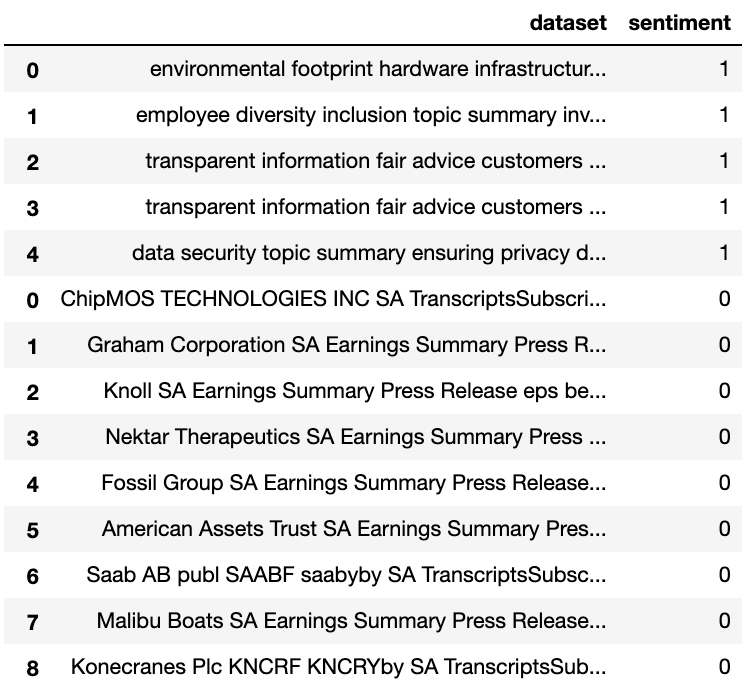 dataset sentiment
0 environmental footprint hardware infrastructur... 1
1 employee diversity inclusion topic summary inv... 1
2 transparent information fair advice customers ... 1
3 transparent information fair advice customers ... 1
4 data security topic summary ensuring privacy d... 1
0 ChipMOS TECHNOLOGIES INC SA TranscriptsSubscri... 0
1 Graham Corporation SA Earnings Summary Press R... 0
2 Knoll SA Earnings Summary Press Release eps be... 0
3 Nektar Therapeutics SA Earnings Summary Press ... 0
4 Fossil Group SA Earnings Summary Press Release... 0
5 American Assets Trust SA Earnings Summary Pres... 0
6 Saab AB publ SAABF saabyby SA TranscriptsSubsc... 0
7 Malibu Boats SA Earnings Summary Press Release... 0
8 Konecranes Plc KNCRF KNCRYby SA TranscriptsSub... 0